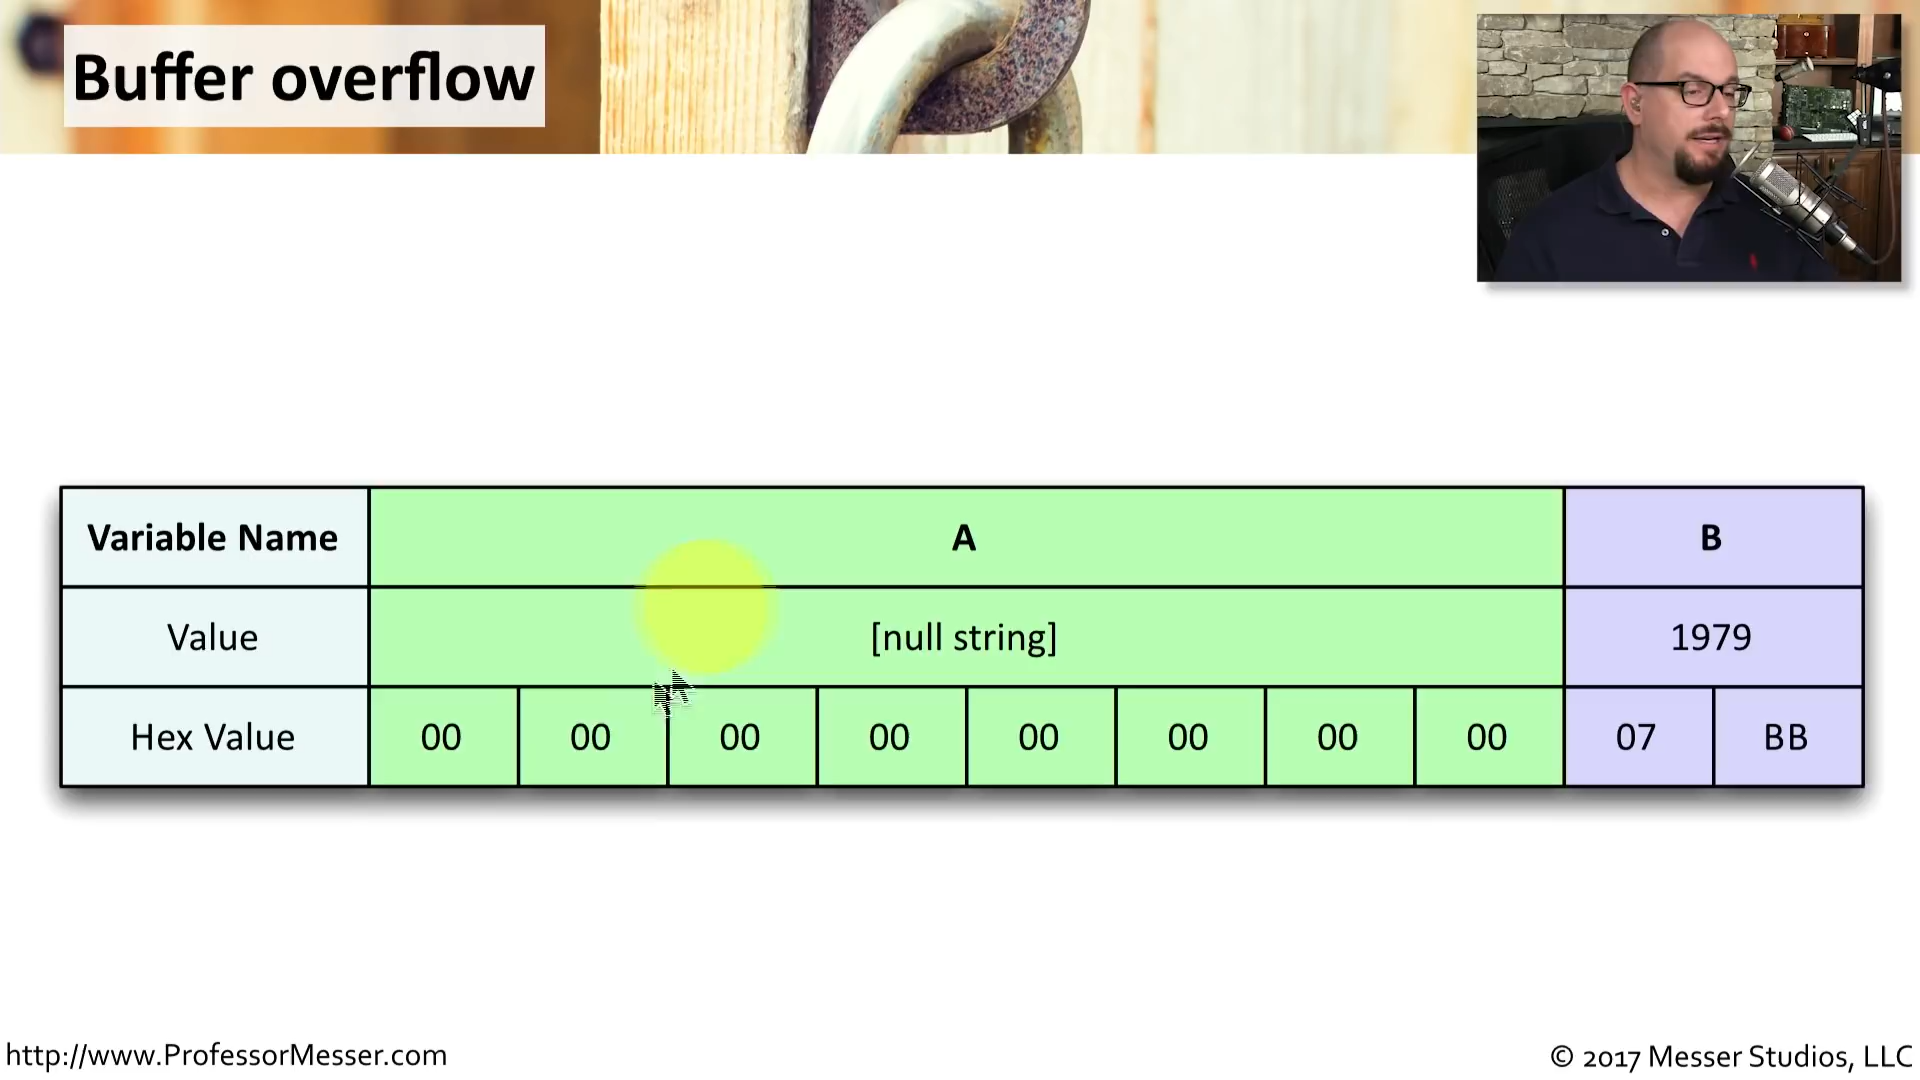 Buffer overflow
Variable Name A B
Value [null string] 1979
Hex Value 00 00 00 00 00 00 00 00 07 BB
http://www.ProfessorMesser.com
© 2017 Messer Studios, LLC